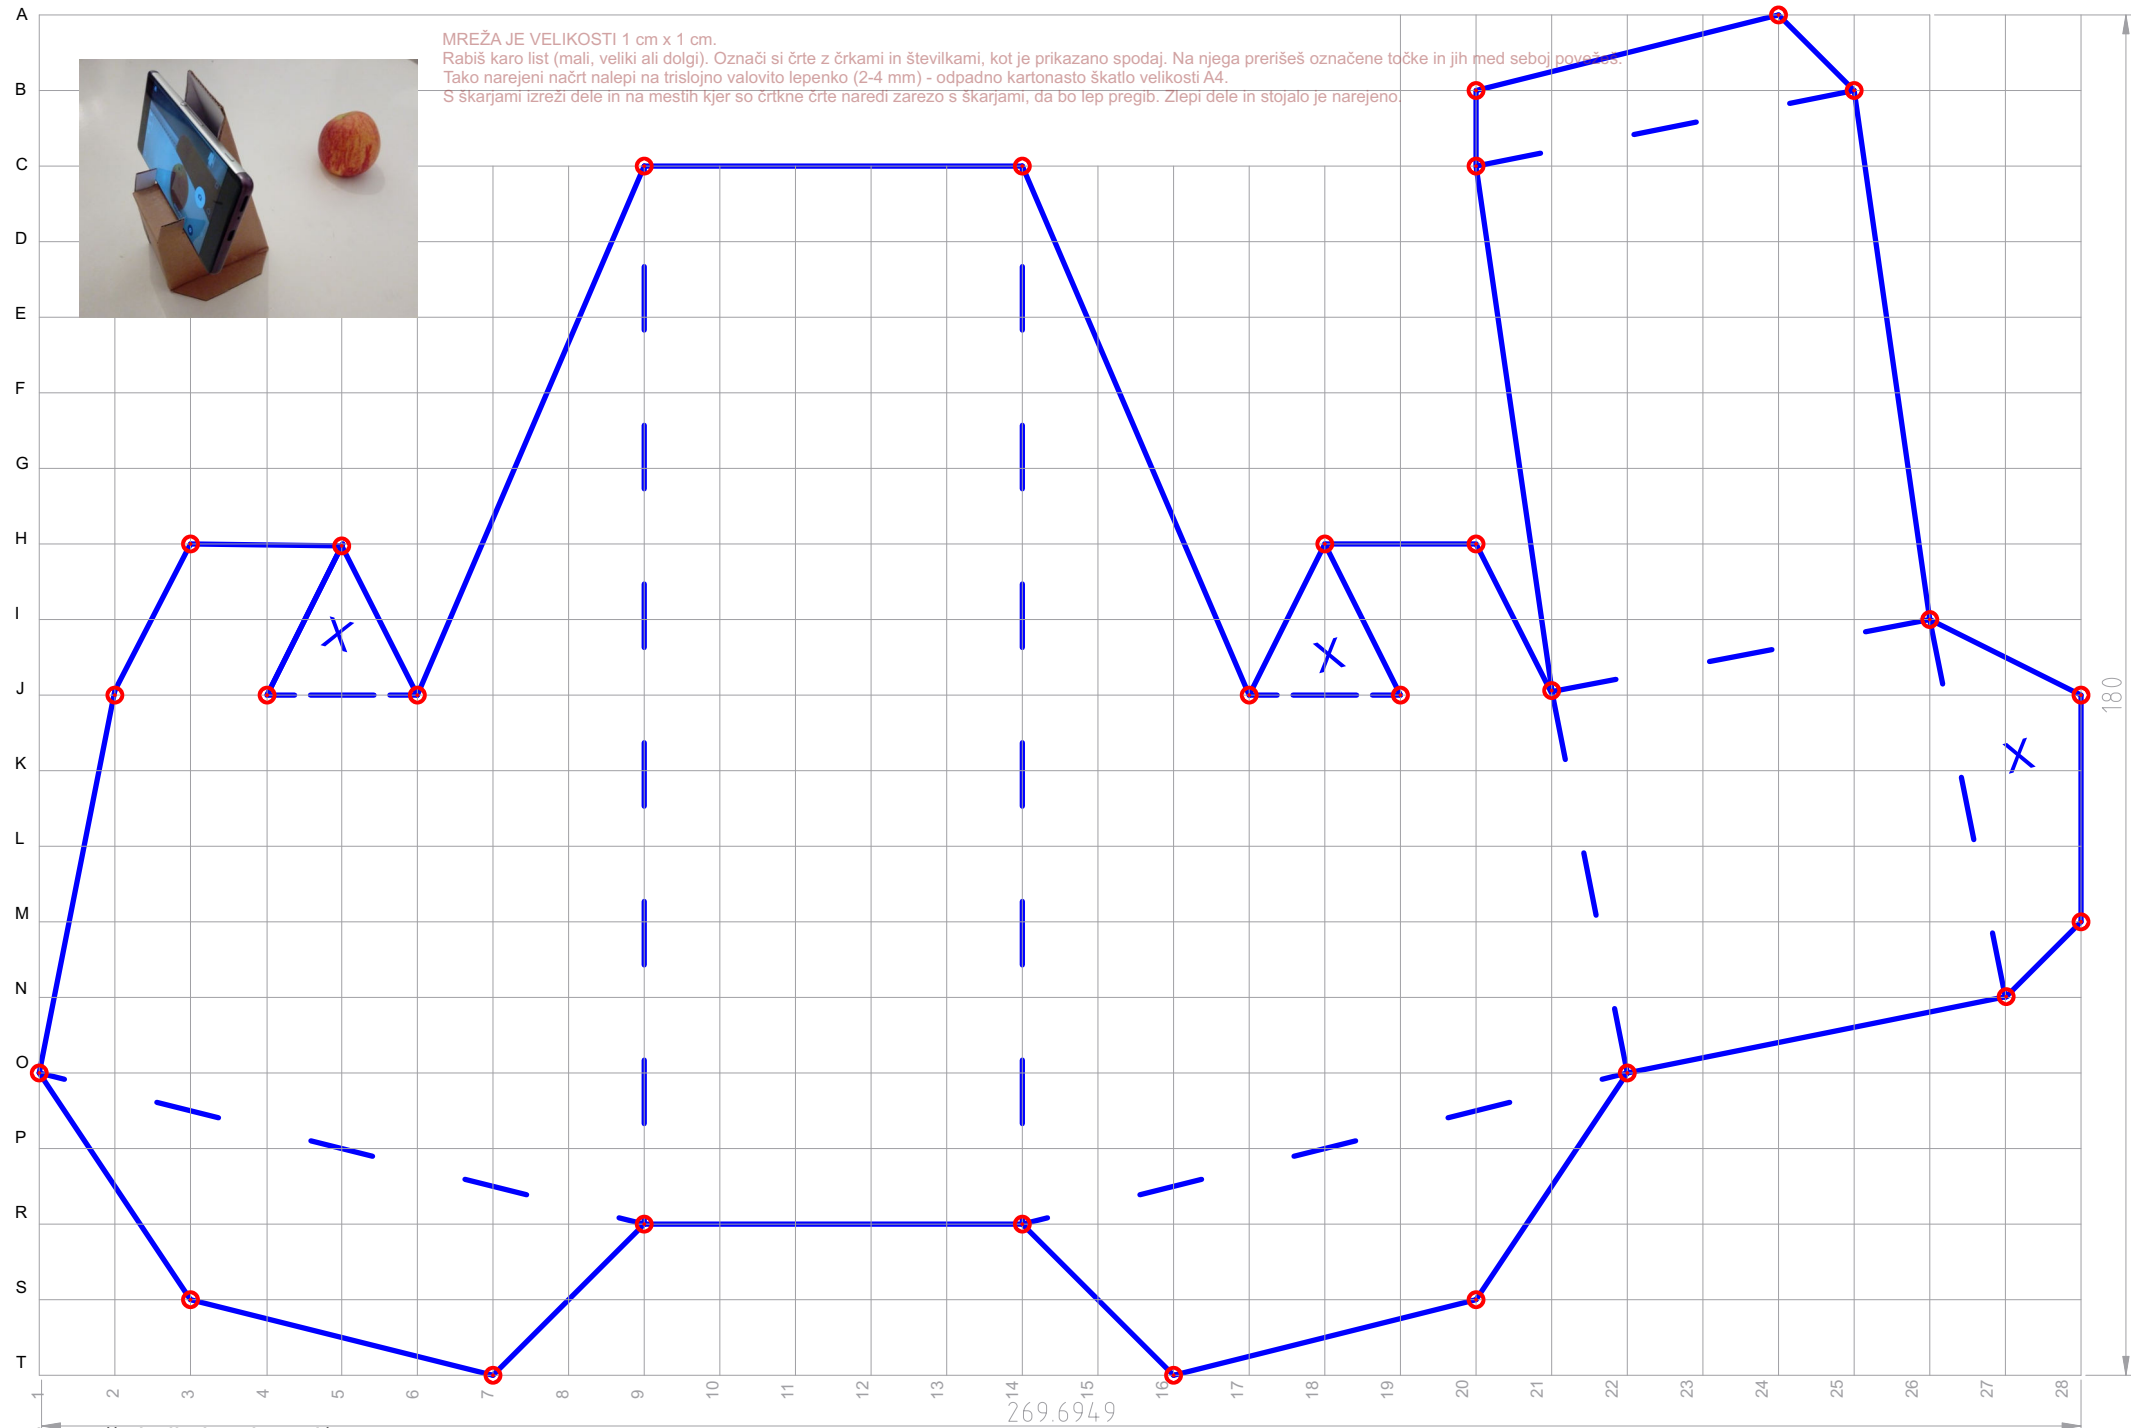 MREŽA JE VELIKOSTI 1 cm x 1 cm.
Rabiš karo list (mali, veliki ali dolgi). Označi si črte z črkami in številkami, kot je prikazano spodaj. Na njega prerišeš označene točke in jih med seboj povežeš.
Tako narejeni načrt nalepi na trislojno valovito lepenko (2-4 mm) - odpadno kartonasto škatlo velikosti A4.
S škarjami izreži dele in na mestih kjer so črtkne črte naredi zarezo s škarjami, da bo lep pregib. Zlepi dele in stojalo je narejeno.
A
B
C
D
E
F
G
H
I
J
K
L
M
N
O
P
R
S
T
X
X
X
180
1 2 3 4 5 6 7 8 9 10 11 12 13 14 15 16 17 18 19 20 21 22 23 24 25 26 27 28
269.6949